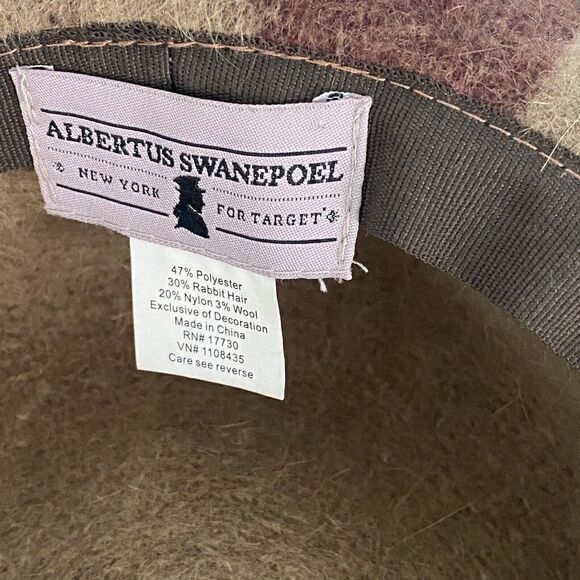 ALBERTUS SWANEPOEL
NEW YORK FOR TARGET
47% Polyester
30% Rabbit Hair
20% Nylon 3% Wool
Exclusive of Decoration
Made in China
RN# 17730
VN# 1108435
Care see reverse